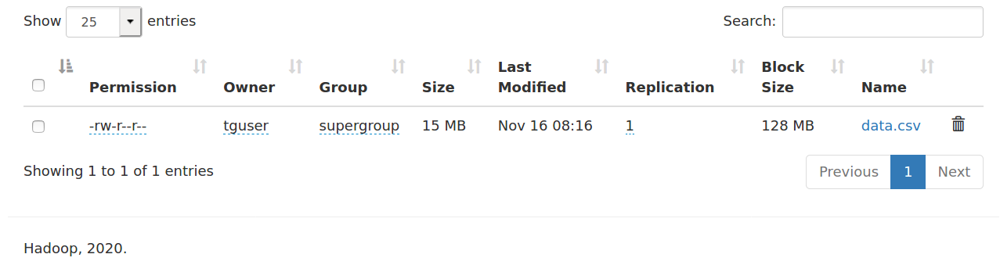 Show 25 entries Search:
Permission Owner Group Size Last Modified Replication Block Size Name
-rw-r--r-- tguser supergroup 15 MB Nov 16 08:16 1 128 MB data.csv
Showing 1 to 1 of 1 entries Previous 1 Next
Hadoop, 2020.